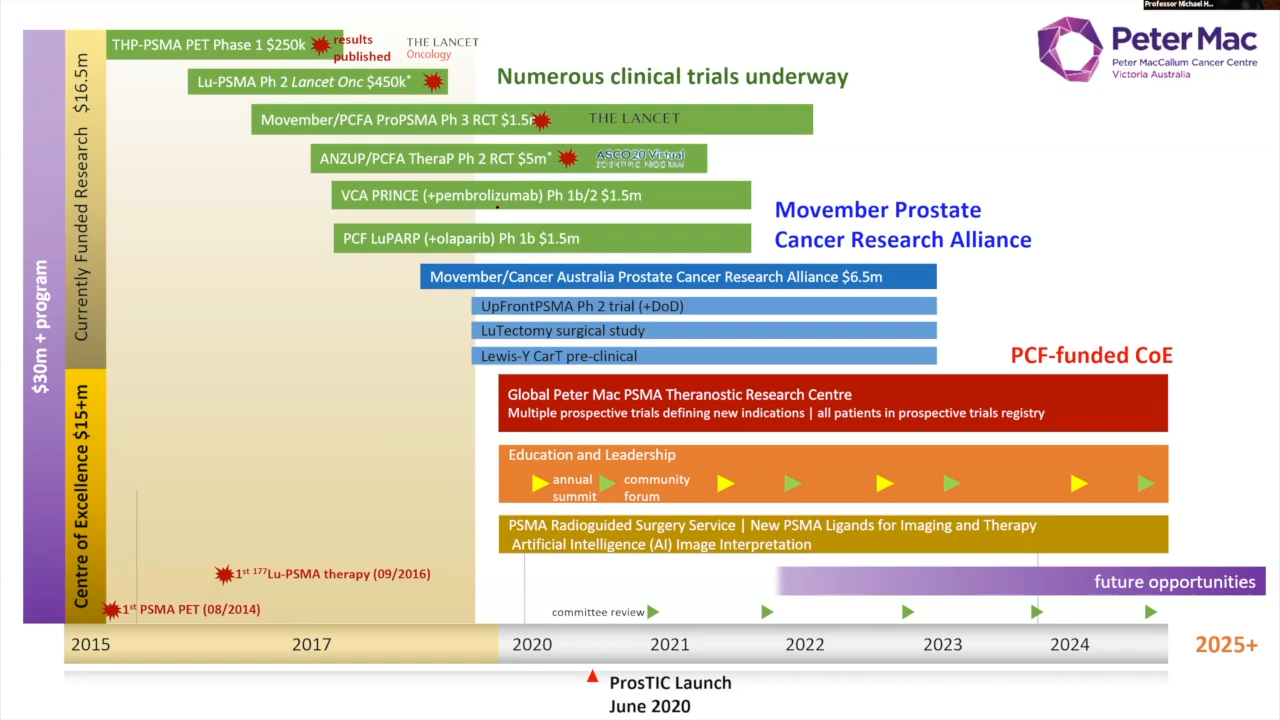 Professor Michael H...
Peter Mac
Peter MacCallum Cancer Centre
Victoria Australia
$30m + program
Currently Funded Research $16.5m
Centre of Excellence $15+m
THP-PSMA PET Phase 1 $250k
results
published
THE LANCET
Oncology
Lu-PSMA Ph 2 Lancet Onc $450k*
Numerous clinical trials underway
Movember/PCFA ProPSMA Ph 3 RCT $1.5m
THE LANCET
ANZUP/PCFA TheraP Ph 2 RCT $5m*
ASCO20 Virtual
SCIENTIFIC PROGRAM
VCA PRINCE (+pembrolizumab) Ph 1b/2 $1.5m
PCF LuPARP (+olaparib) Ph 1b $1.5m
Movember Prostate
Cancer Research Alliance
Movember/Cancer Australia Prostate Cancer Research Alliance $6.5m
UpFrontPSMA Ph 2 trial (+DoD)
LuTectomy surgical study
Lewis-Y CarT pre-clinical
PCF-funded CoE
Global Peter Mac PSMA Theranostic Research Centre
Multiple prospective trials defining new indications | all patients in prospective trials registry
Education and Leadership
annual
summit
community
forum
PSMA Radioguided Surgery Service | New PSMA Ligands for Imaging and Therapy
Artificial Intelligence (AI) Image Interpretation
1st 177Lu-PSMA therapy (09/2016)
future opportunities
1st PSMA PET (08/2014)
committee review
2015 2017 2020 2021 2022 2023 2024 2025+
ProsTIC Launch
June 2020